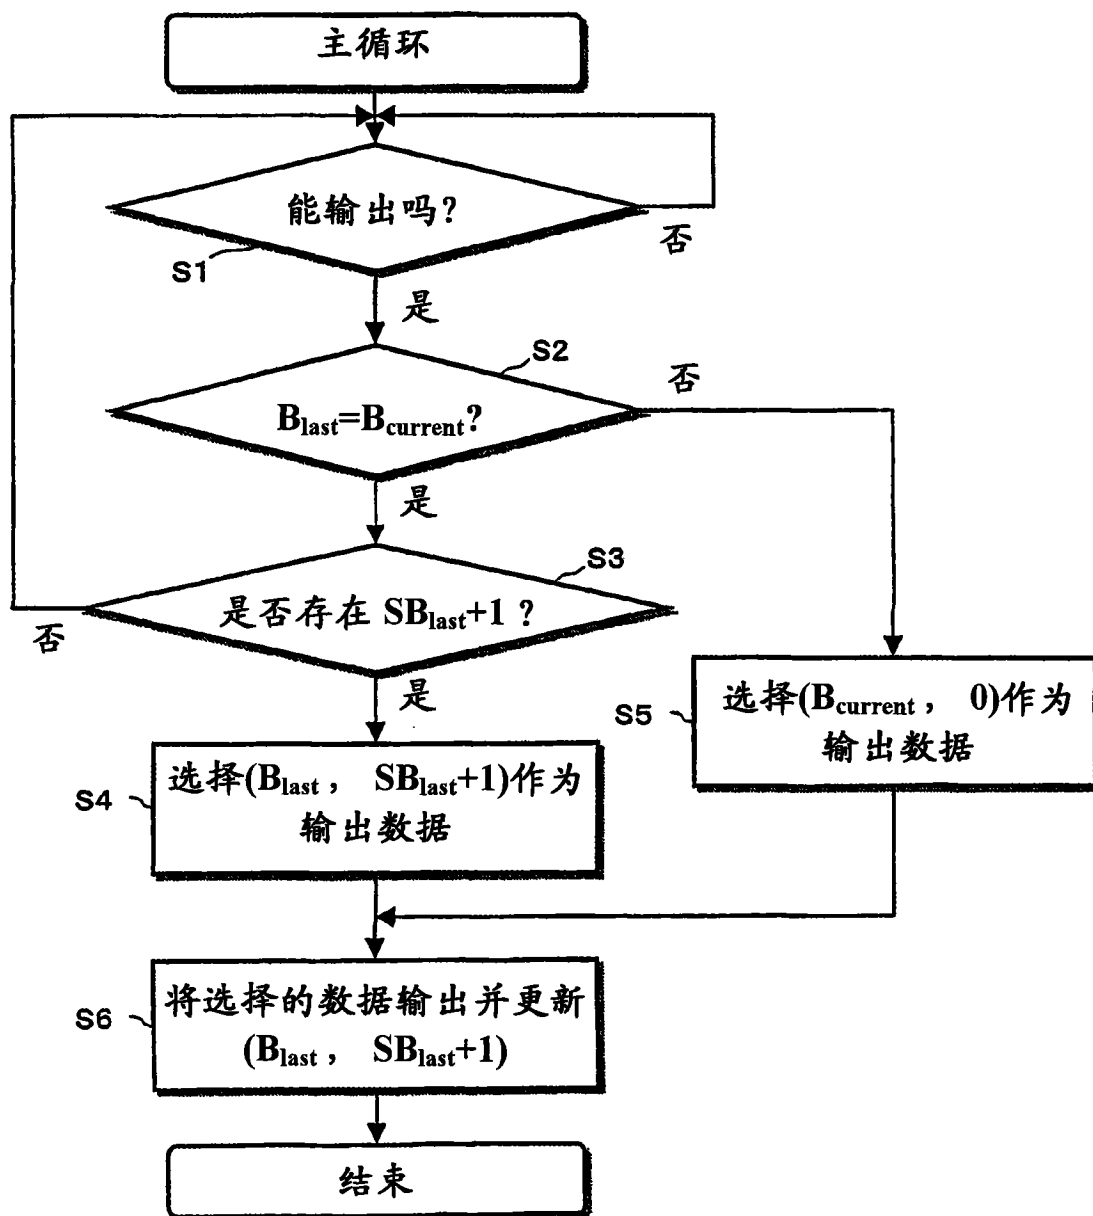 主循环
能输出吗?
否
S1
是
S2
否
Blast=Bcurrent?
是
S3
是否存在 SBlast+1 ?
否
是
S5
选择(Bcurrent , 0)作为
输出数据
S4
选择(Blast , SBlast+1)作为
输出数据
S6
将选择的数据输出并更新
(Blast , SBlast+1)
结束